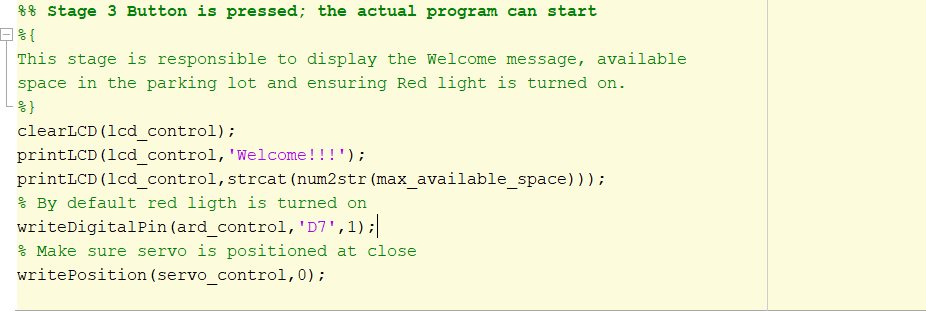 %% Stage 3 Button is pressed; the actual program can start
%{
This stage is responsible to display the Welcome message, available
space in the parking lot and ensuring Red light is turned on.
%}
clearLCD(lcd_control);
printLCD(lcd_control,'Welcome!!!');
printLCD(lcd_control,strcat(num2str(max_available_space)));
% By default red ligth is turned on
writeDigitalPin(ard_control,'D7',1);
% Make sure servo is positioned at close
writePosition(servo_control,0);